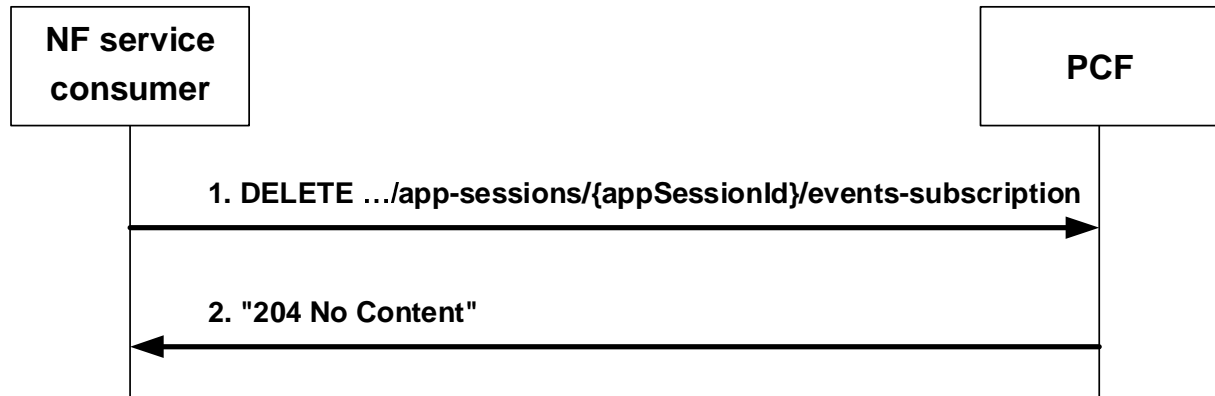 NF service
consumer
PCF
1. DELETE …/app-sessions/{appSessionId}/events-subscription
2. "204 No Content"